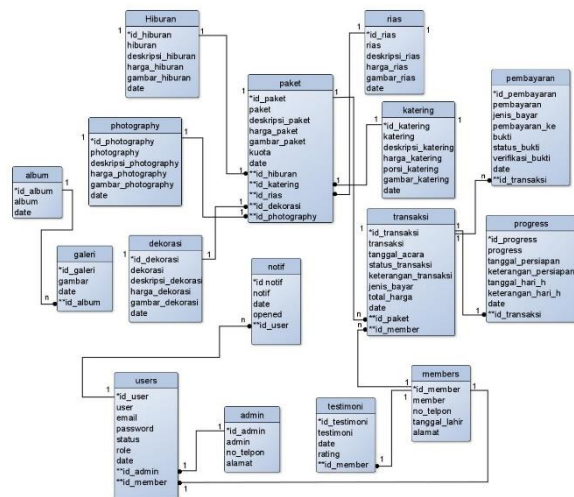 Hiburan
*id_hiburan
hiburan
deskripsi_hiburan
harga_hiburan
gambar_hiburan
date
rias
*id_rias
rias
deskripsi_rias
harga_rias
gambar_rias
date
paket
*id_paket
paket
deskripsi_paket
harga_paket
gambar_paket
kuota
date
**id_hiburan
**id_katering
**id_rias
**id_dekorasi
**id_photography
pembayaran
*id_pembayaran
pembayaran
jenis_bayar
pembayaran_ke
bukti
status_bukti
verifikasi_bukti
date
**id_transaksi
photography
*id_photography
photography
deskripsi_photography
harga_photography
gambar_photography
date
katering
*id_katering
katering
deskripsi_katering
harga_katering
porsi_katering
gambar_katering
date
album
*id_album
album
date
galeri
*id_galeri
gambar
date
**id_album
dekorasi
*id_dekorasi
dekorasi
deskripsi_dekorasi
harga_dekorasi
gambar_dekorasi
date
notif
*id notif
notif
date
opened
**id_user
transaksi
*id_transaksi
transaksi
tanggal_acara
status_transaksi
keterangan_transaksi
jenis_bayar
total_harga
date
**id_paket
**id_member
progress
*id_progress
progress
tanggal_persiapan
keterangan_persiapan
tanggal_hari_h
keterangan_hari_h
date
**id_transaksi
users
*id_user
user
email
password
status
role
date
**id_admin
**id_member
admin
*id_admin
admin
no_telpon
alamat
testimoni
*id_testimoni
testimoni
date
rating
**id_member
members
*id_member
member
no_telpon
tanggal_lahir
alamat